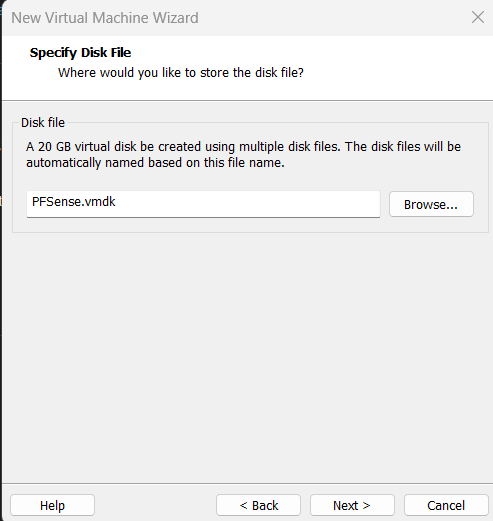 New Virtual Machine Wizard
Specify Disk File
Where would you like to store the disk file?
Disk file
A 20 GB virtual disk be created using multiple disk files. The disk files will be
automatically named based on this file name.
PFSense.vmdk
Browse...
Help
< Back
Next >
Cancel